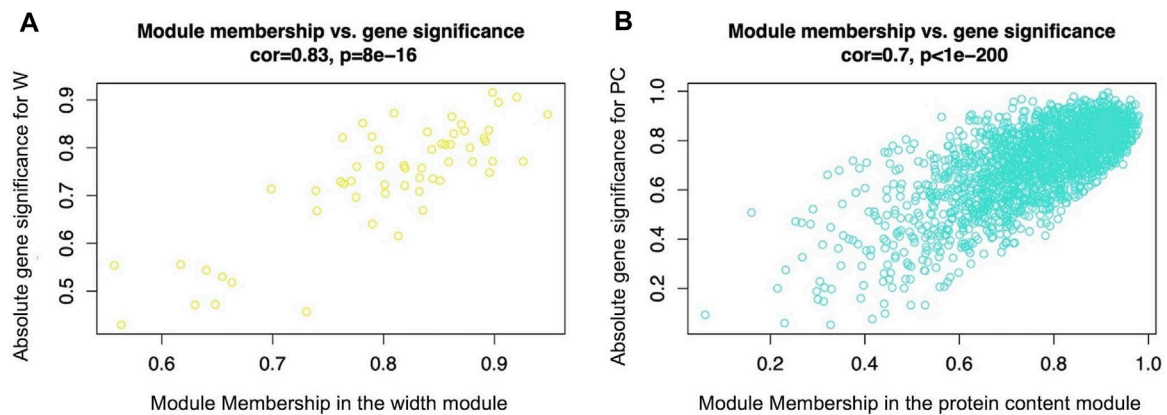 A
Module membership vs. gene significance
cor=0.83, p=8e−16
Absolute gene significance for W
0.9
0.8
0.7
0.6
0.5
0.6 0.7 0.8 0.9
Module Membership in the width module
B
Module membership vs. gene significance
cor=0.7, p<1e−200
Absolute gene significance for PC
1.0
0.8
0.6
0.4
0.2
0.2 0.4 0.6 0.8 1.0
Module Membership in the protein content module